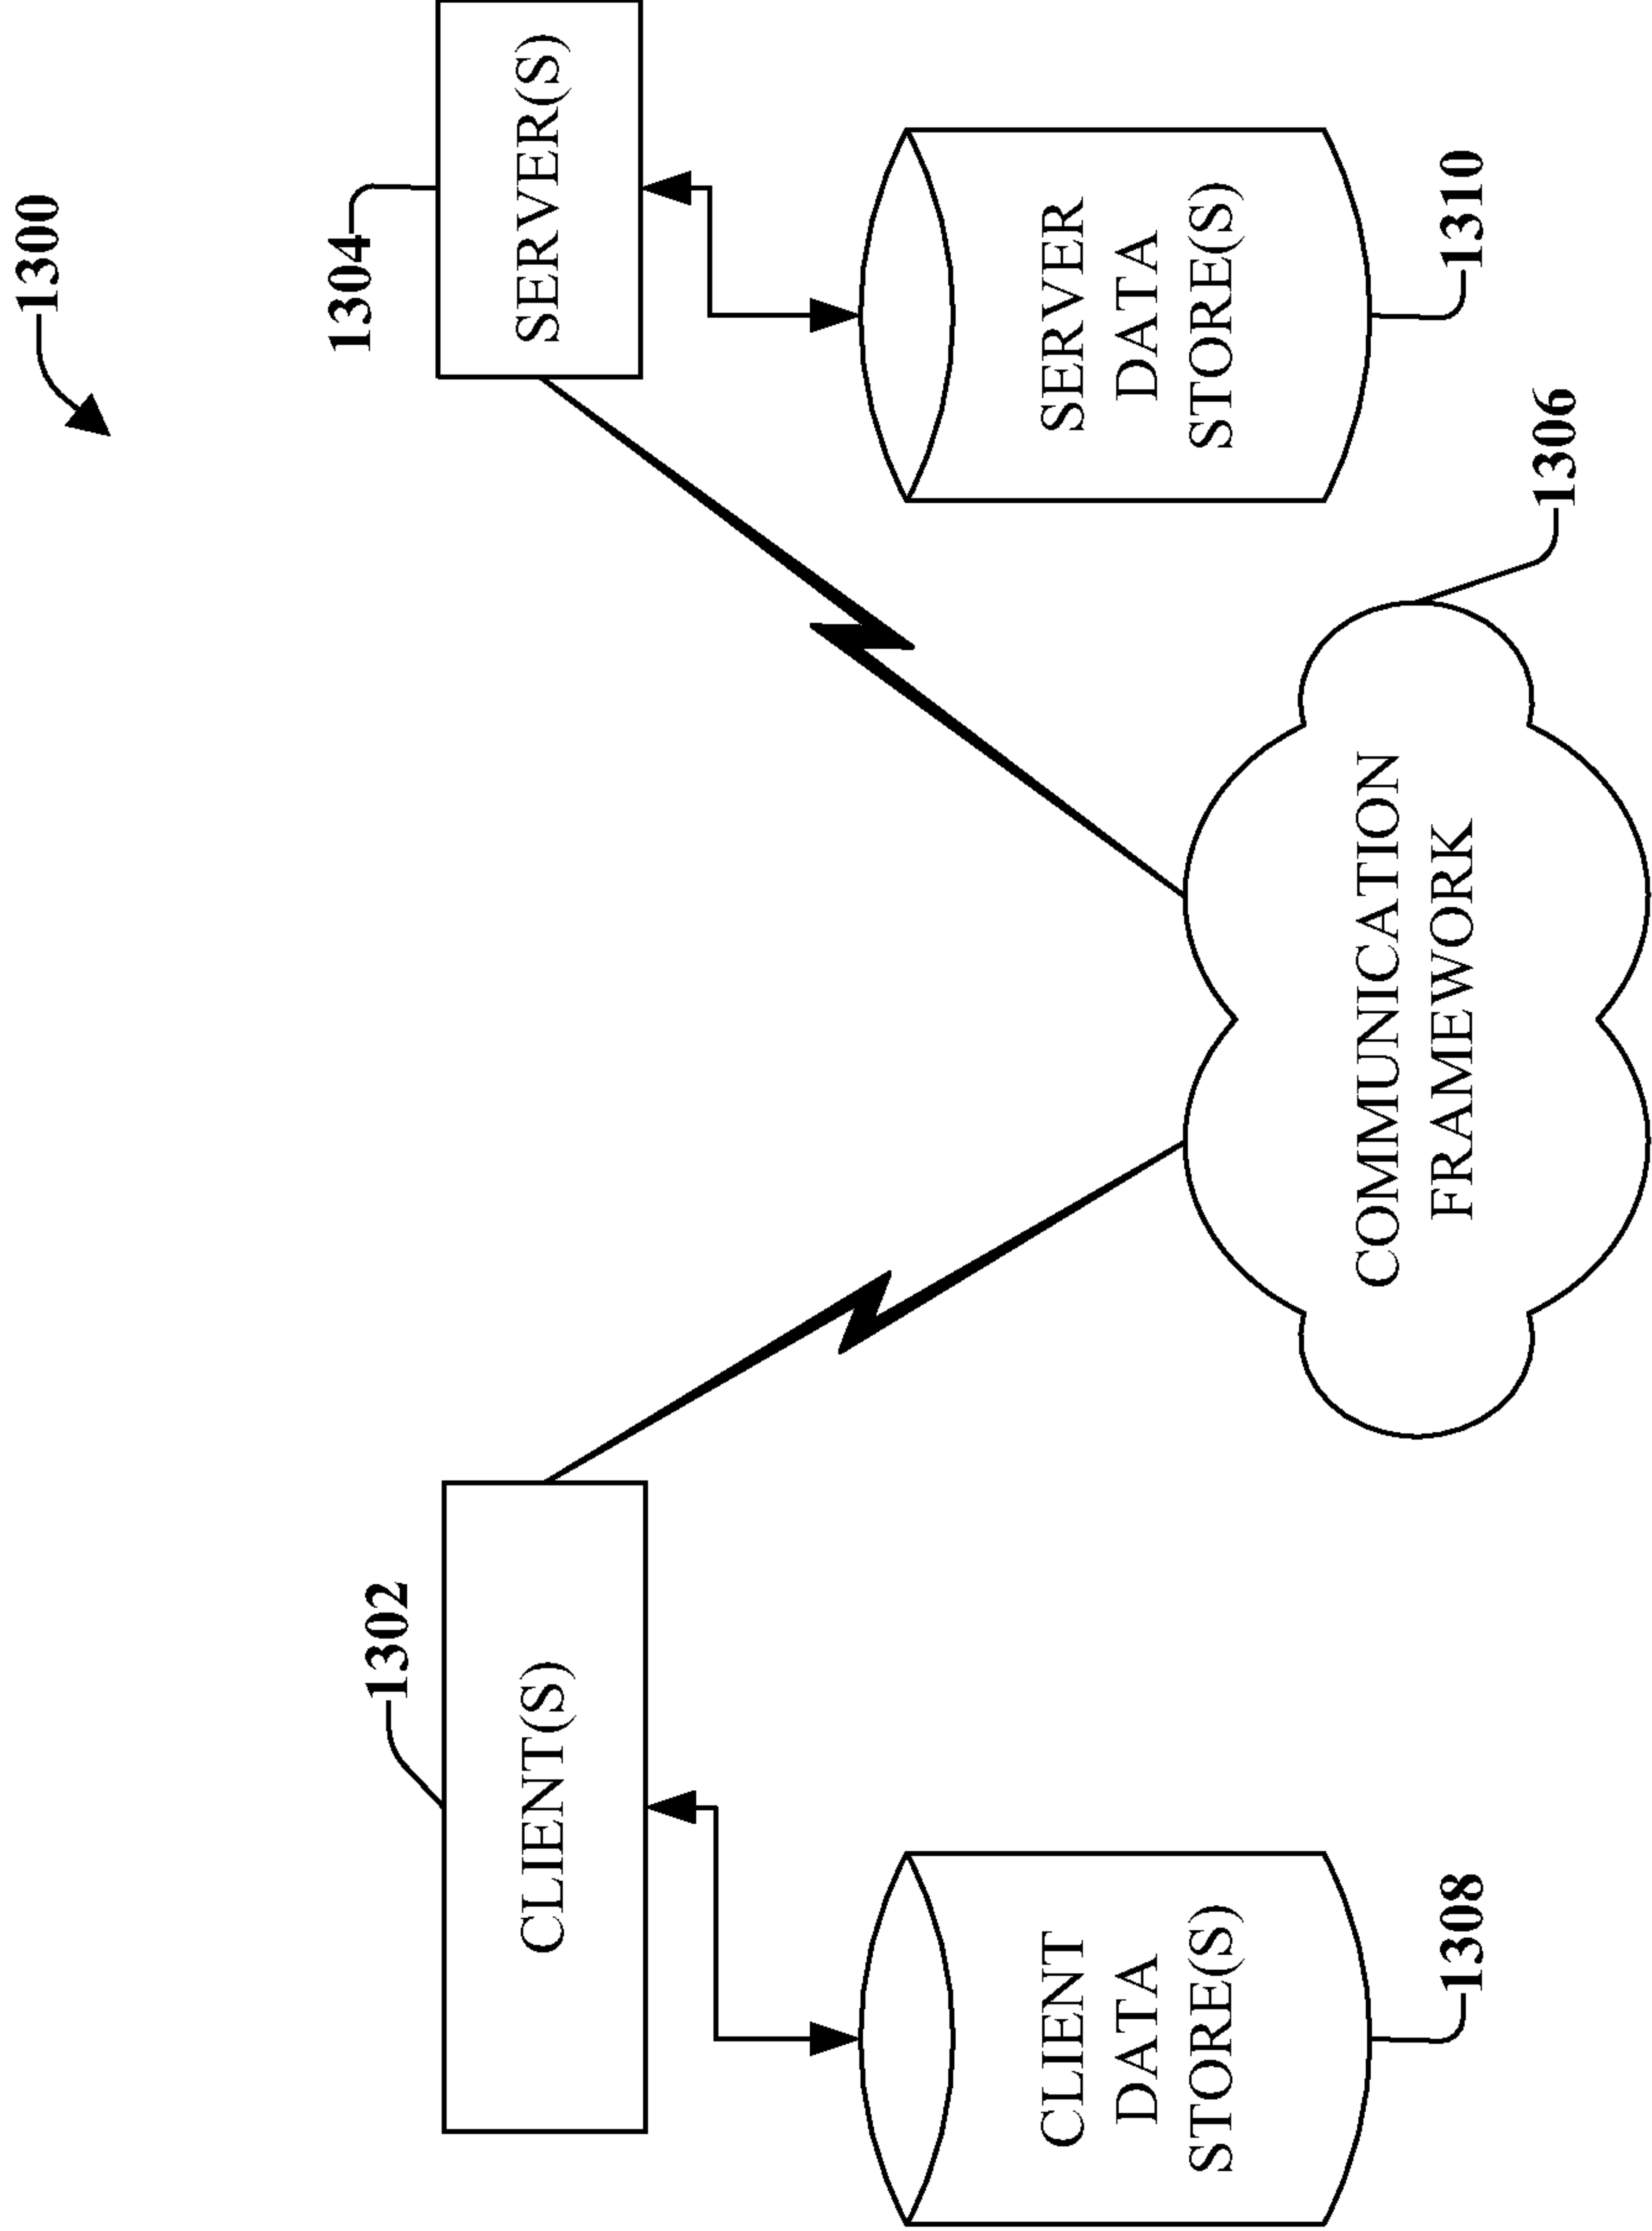 1300
1302
CLIENT(S)
1304
SERVER(S)
CLIENT
DATA
STORE(S)
1308
SERVER
DATA
STORE(S)
1310
COMMUNICATION
FRAMEWORK
1306